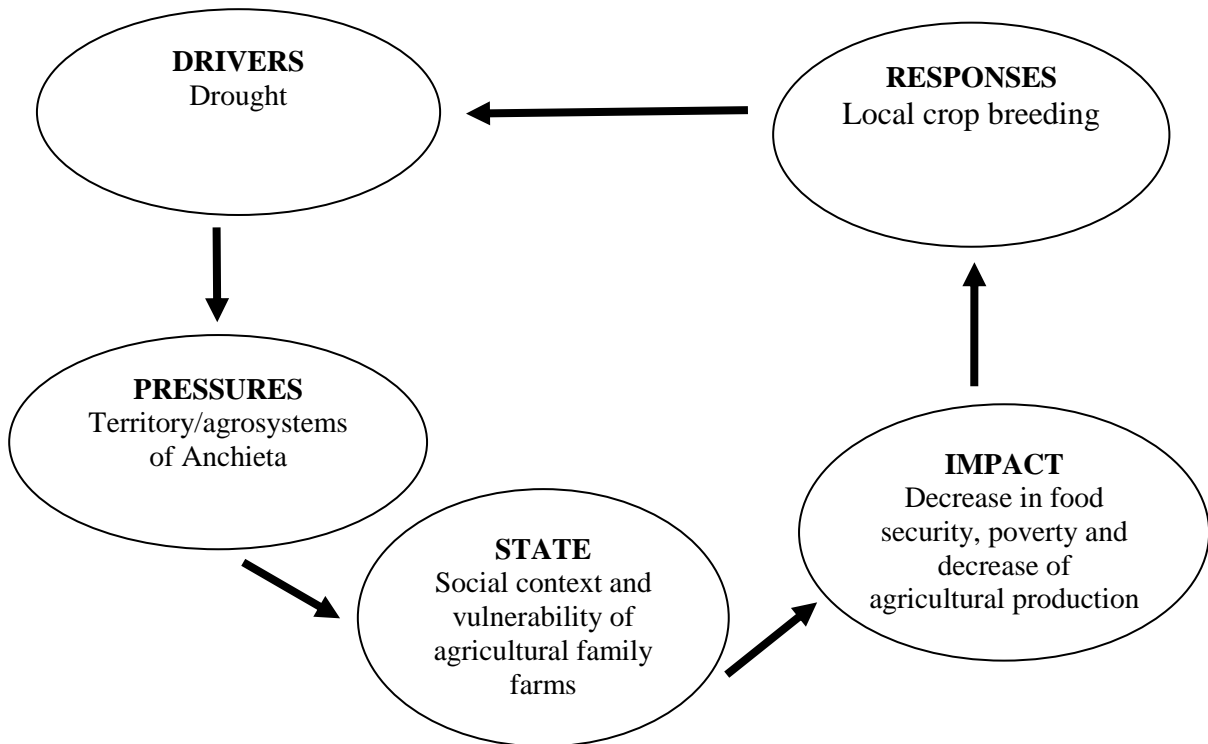 DRIVERS
Drought
RESPONSES
Local crop breeding
PRESSURES
Territory/agrosystems
of Anchieta
STATE
Social context and
vulnerability of
agricultural family
farms
IMPACT
Decrease in food
security, poverty and
decrease of
agricultural production